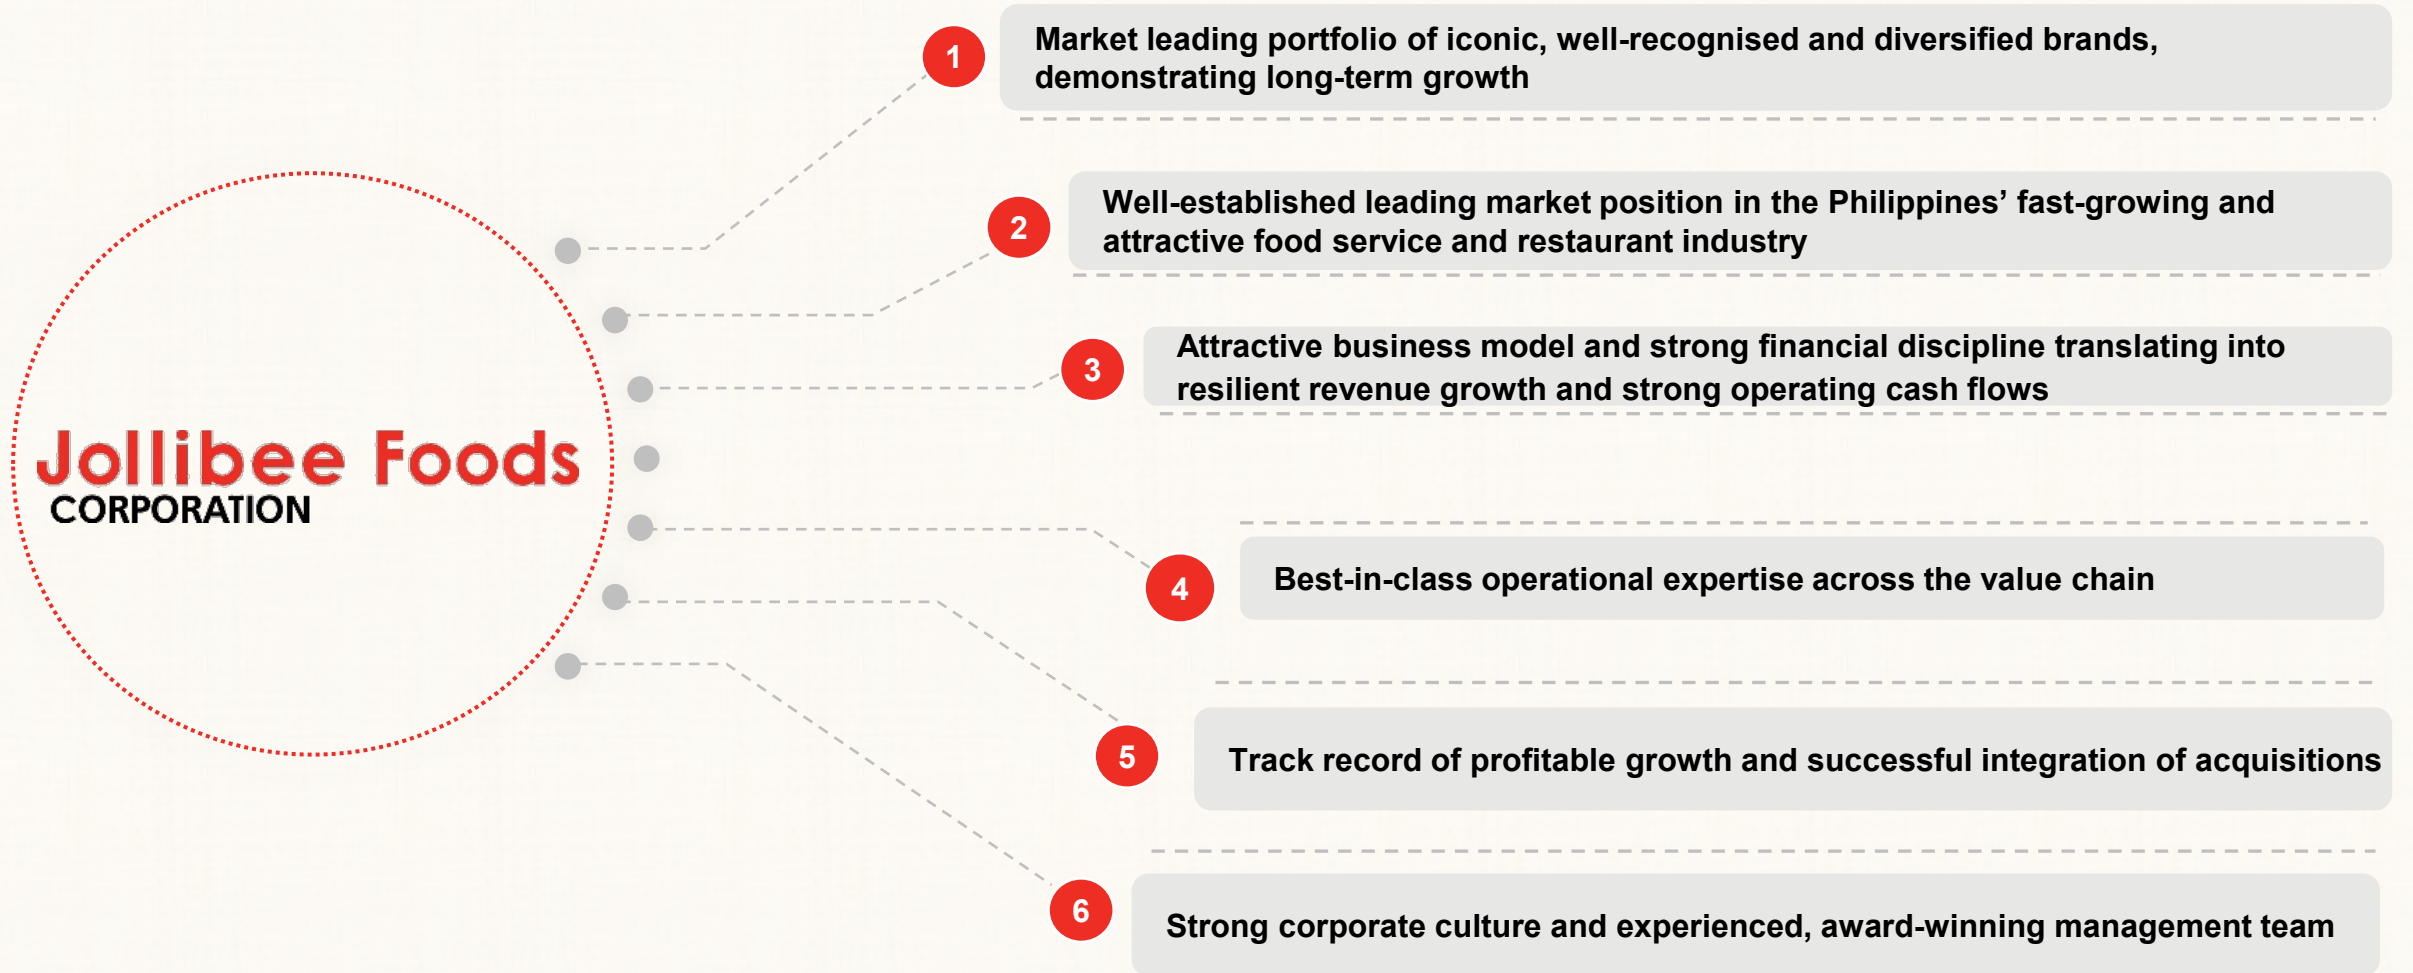 Jollibee Foods
CORPORATION
1
Market leading portfolio of iconic, well-recognised and diversified brands,
demonstrating long-term growth
2
Well-established leading market position in the Philippines’ fast-growing and
attractive food service and restaurant industry
3
Attractive business model and strong financial discipline translating into
resilient revenue growth and strong operating cash flows
4
Best-in-class operational expertise across the value chain
5
Track record of profitable growth and successful integration of acquisitions
6
Strong corporate culture and experienced, award-winning management team